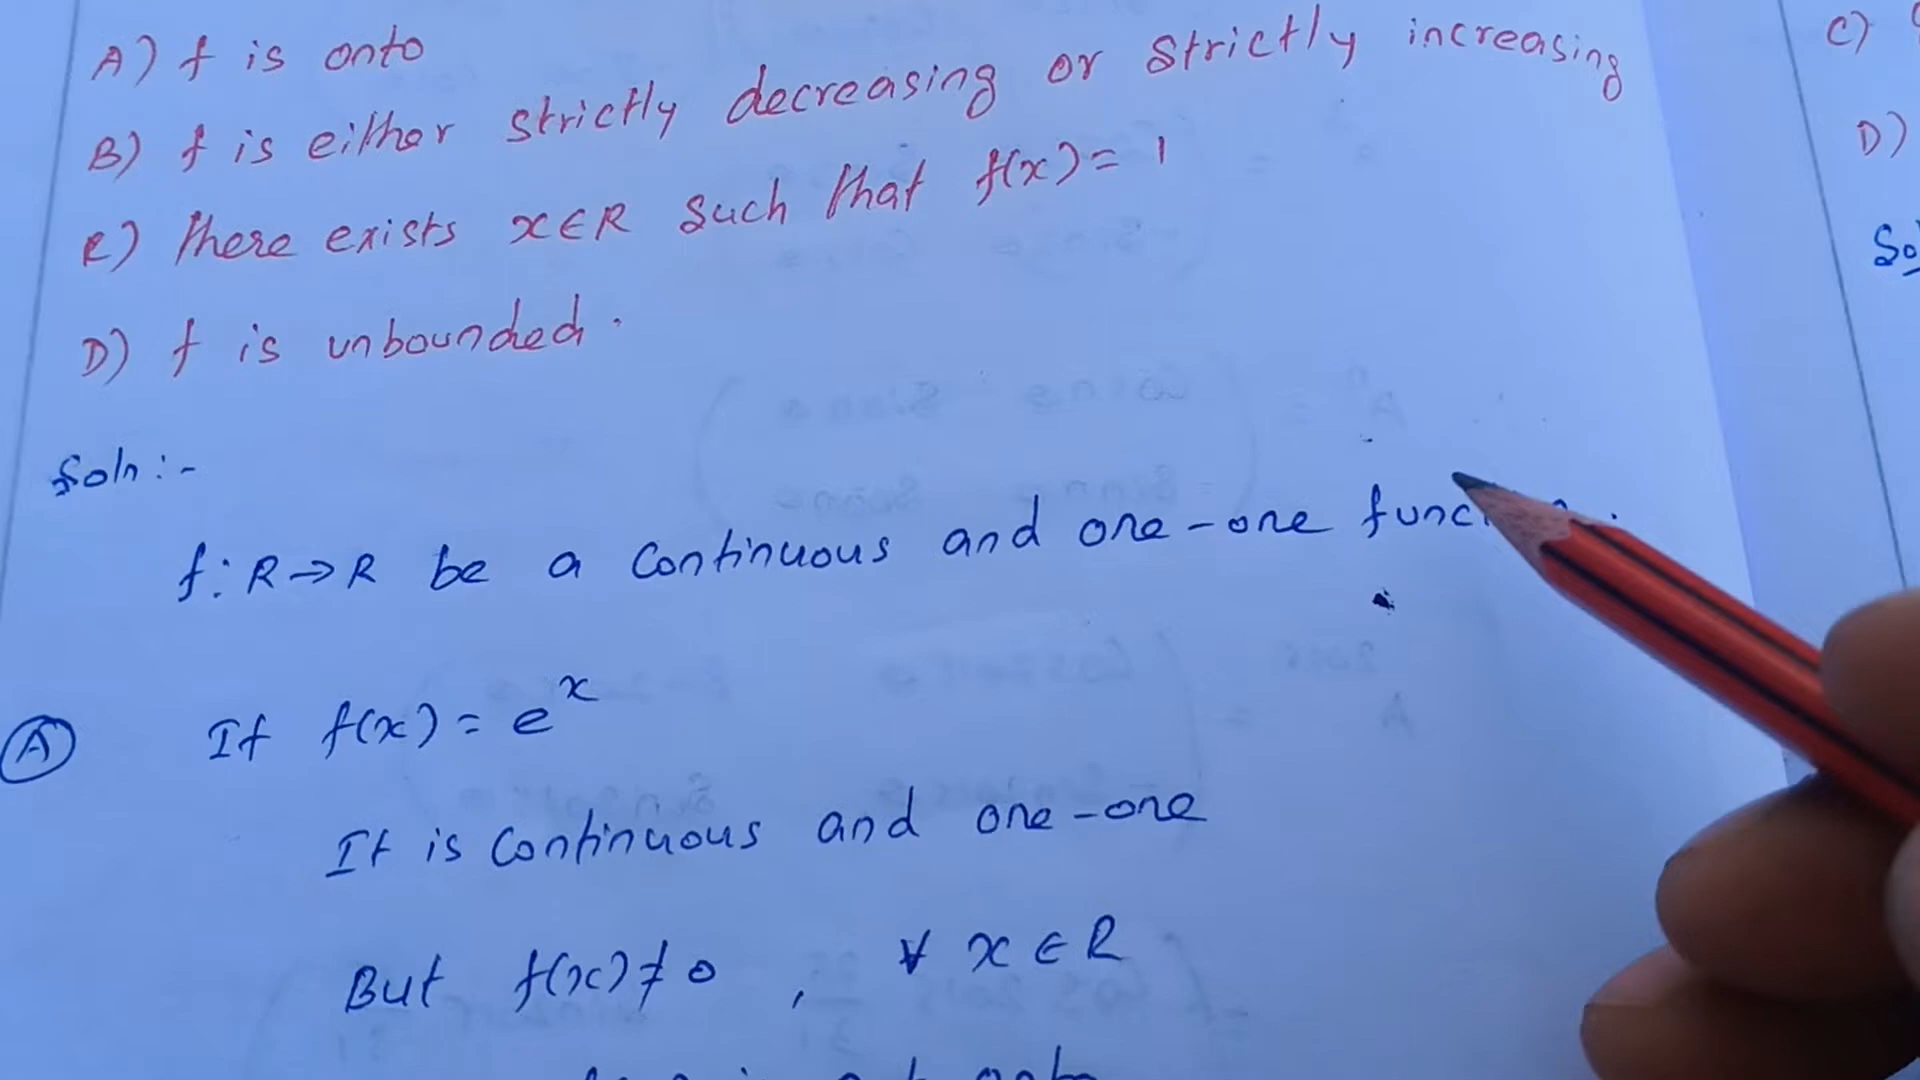 A) f is onto
B) f is either strictly decreasing or strictly increasing
C) there exists x∈R such that f(x)=1
D) f is unbounded.
Soln:-
f:R→R be a continuous and one-one
Ⓐ If f(x)=e^x
It is continuous and one-one
But f(x)≠0, ∀ x∈R
C)
D)